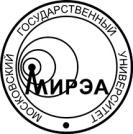 МОСКОВСКИЙ ГОСУДАРСТВЕННЫЙ УНИВЕРСИТЕТ
МИРЭА